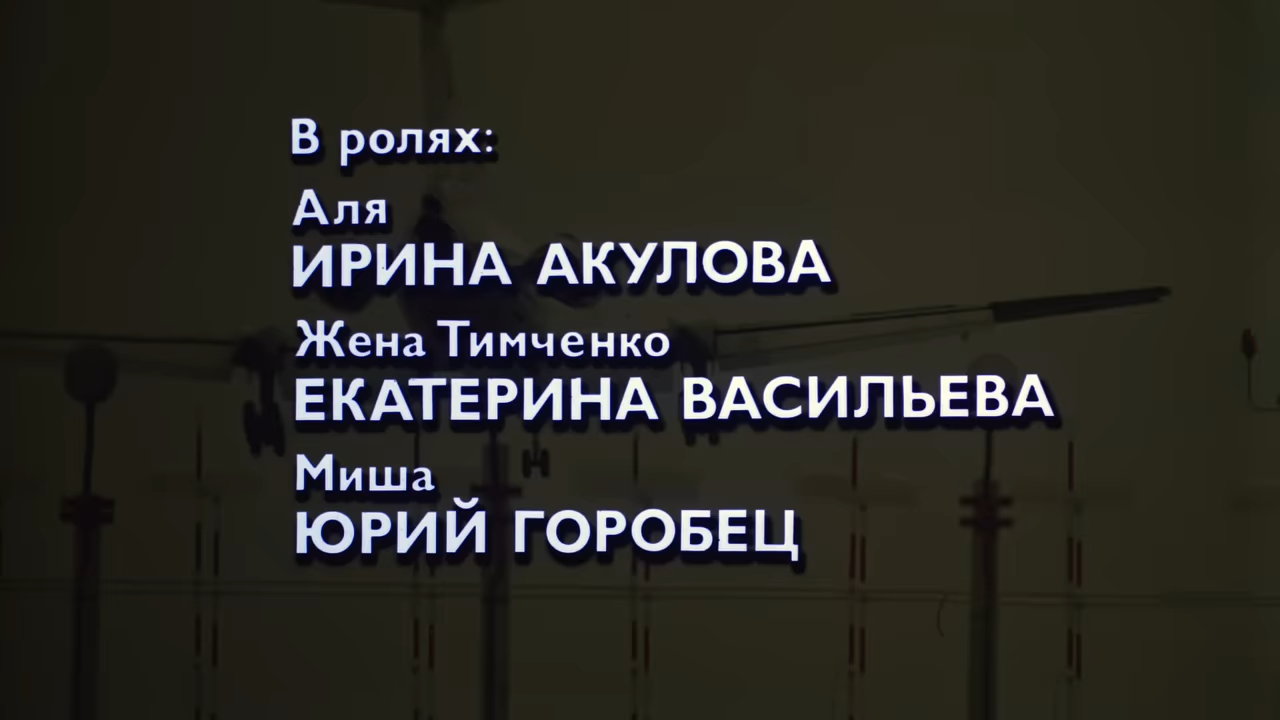 В ролях:
Аля
ИРИНА АКУЛОВА
Жена Тимченко
ЕКАТЕРИНА ВАСИЛЬЕВА
Миша
ЮРИЙ ГОРОБЕЦ